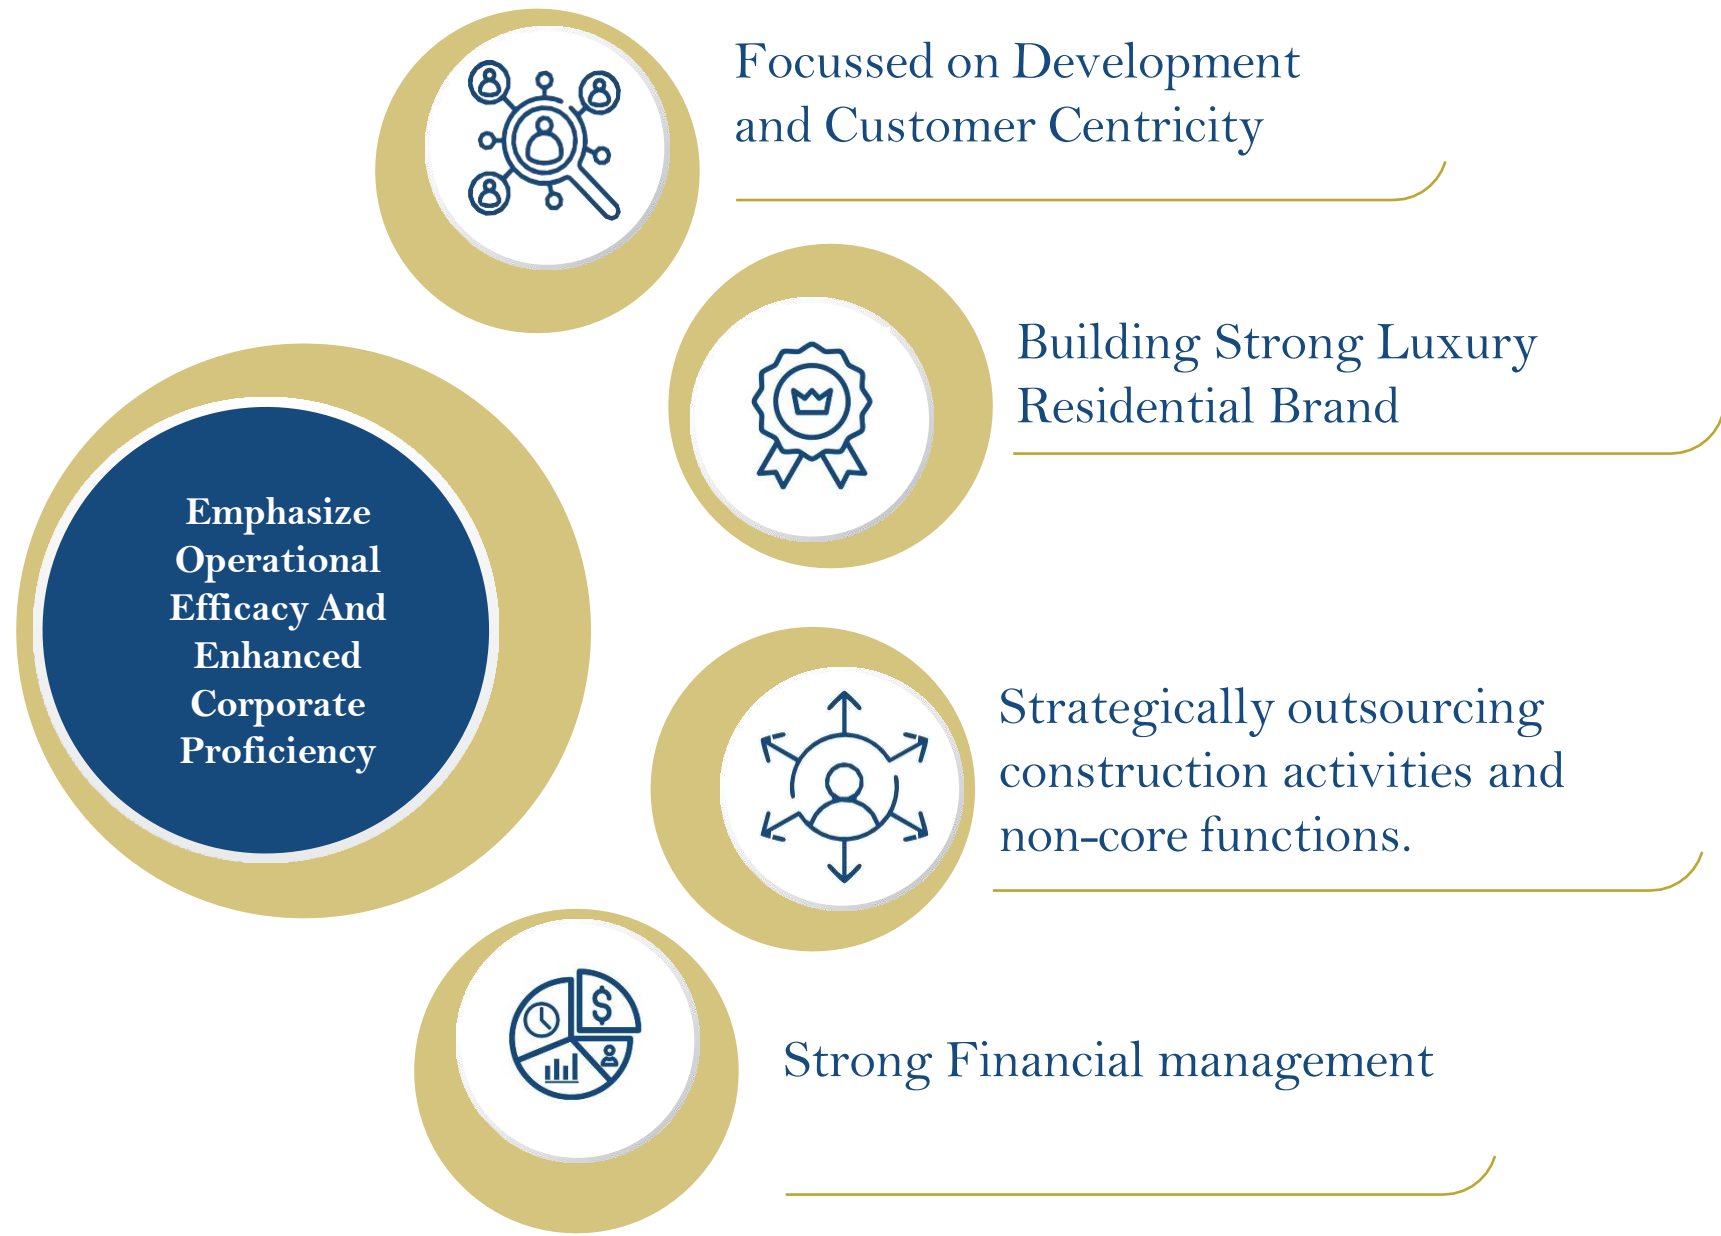 Focussed on Development
and Customer Centricity
Building Strong Luxury
Residential Brand
Emphasize
Operational
Efficacy And
Enhanced
Corporate
Proficiency
Strategically outsourcing
construction activities and
non-core functions.
$
Strong Financial management